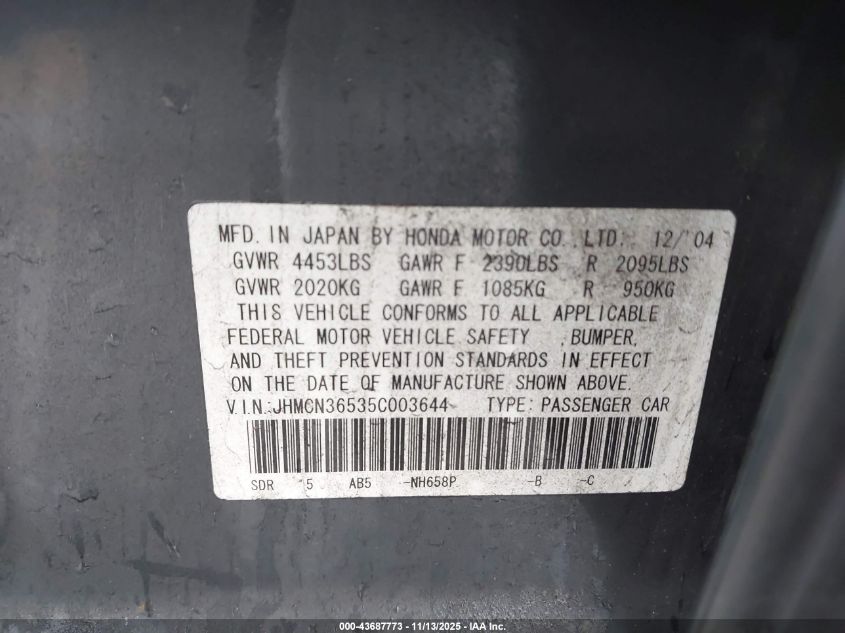 MFD. IN JAPAN BY HONDA MOTOR CO., LTD. 12/'04
GVWR 4453LBS GAWR F 2390LBS R 2095LBS
GVWR 2020KG GAWR F 1085KG R 950KG
THIS VEHICLE CONFORMS TO ALL APPLICABLE
FEDERAL MOTOR VEHICLE SAFETY , BUMPER,
AND THEFT PREVENTION STANDARDS IN EFFECT
ON THE DATE OF MANUFACTURE SHOWN ABOVE.
V.I.N.:JHMCN36535C003644 TYPE: PASSENGER CAR
SDR 5 AB5 -NH658P -B -C
000-43687773 - 11/13/2025 - IAA Inc.